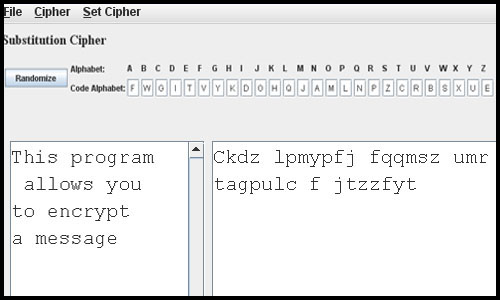 File Cipher Set Cipher
Substitution Cipher
Randomize
Alphabet: A B C D E F G H I J K L M N O P Q R S T U V W X Y Z
Code Alphabet: F W G I T V Y K D O H Q J A M L N P Z C R B S X U E
This program
allows you
to encrypt
a message
Ckdz lpmypfj fqqmsz umr
tagpulc f jtzzfyt